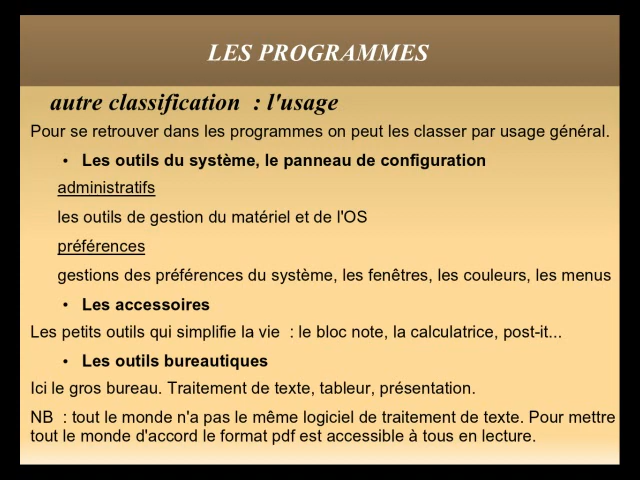 LES PROGRAMMES
autre classification : l'usage
Pour se retrouver dans les programmes on peut les classer par usage général.
• Les outils du système, le panneau de configuration
administratifs
les outils de gestion du matériel et de l'OS
préférences
gestions des préférences du système, les fenêtres, les couleurs, les menus
• Les accessoires
Les petits outils qui simplifie la vie : le bloc note, la calculatrice, post-it...
• Les outils bureautiques
Ici le gros bureau. Traitement de texte, tableur, présentation.
NB : tout le monde n'a pas le même logiciel de traitement de texte. Pour mettre
tout le monde d'accord le format pdf est accessible à tous en lecture.